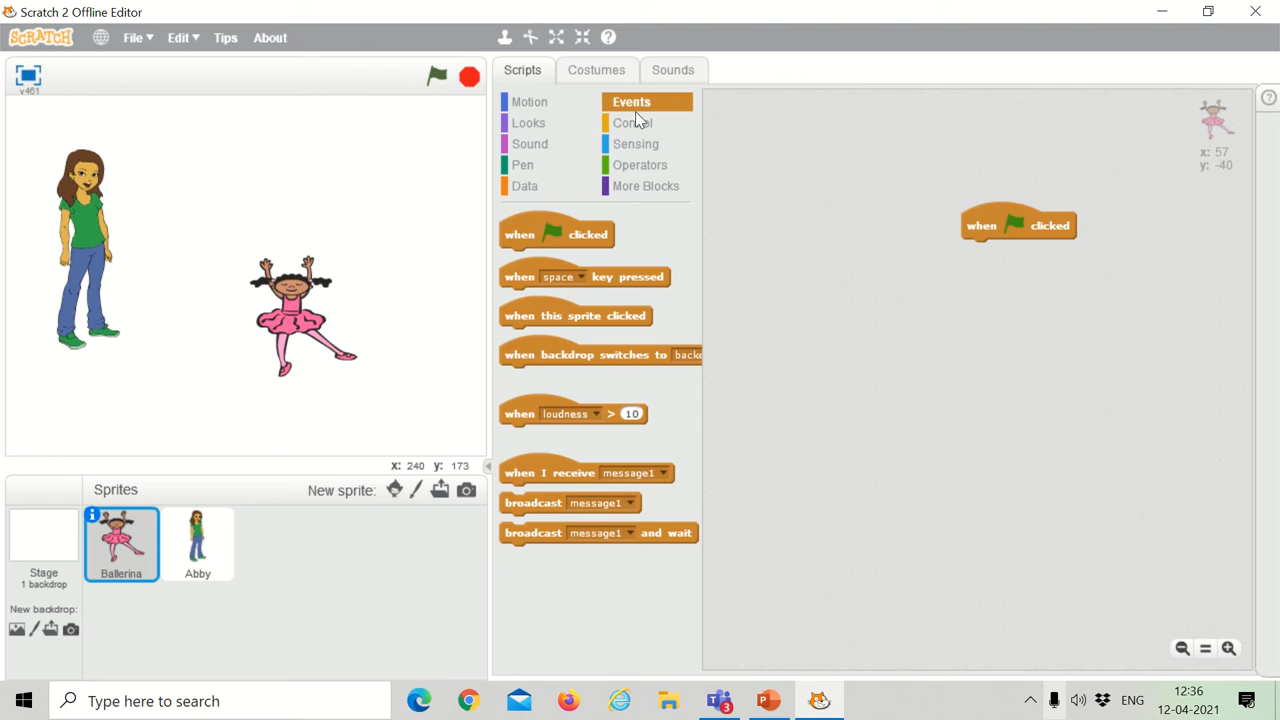 Scratch 2 Offline Editor
SCRATCH File Edit Tips About
v461
Scripts Costumes Sounds
Motion Events
Looks Control
Sound Sensing
Pen Operators
Data More Blocks
when clicked
when space key pressed
when this sprite clicked
when backdrop switches to
when loudness > 10
when I receive message1
broadcast message1
broadcast message1 and wait
when clicked
x: 57
y: -40
x: 240 y: 173
Sprites New sprite:
Stage
1 backdrop
New backdrop:
Ballerina
Abby
Type here to search
3
ENG
12:36
12-04-2021